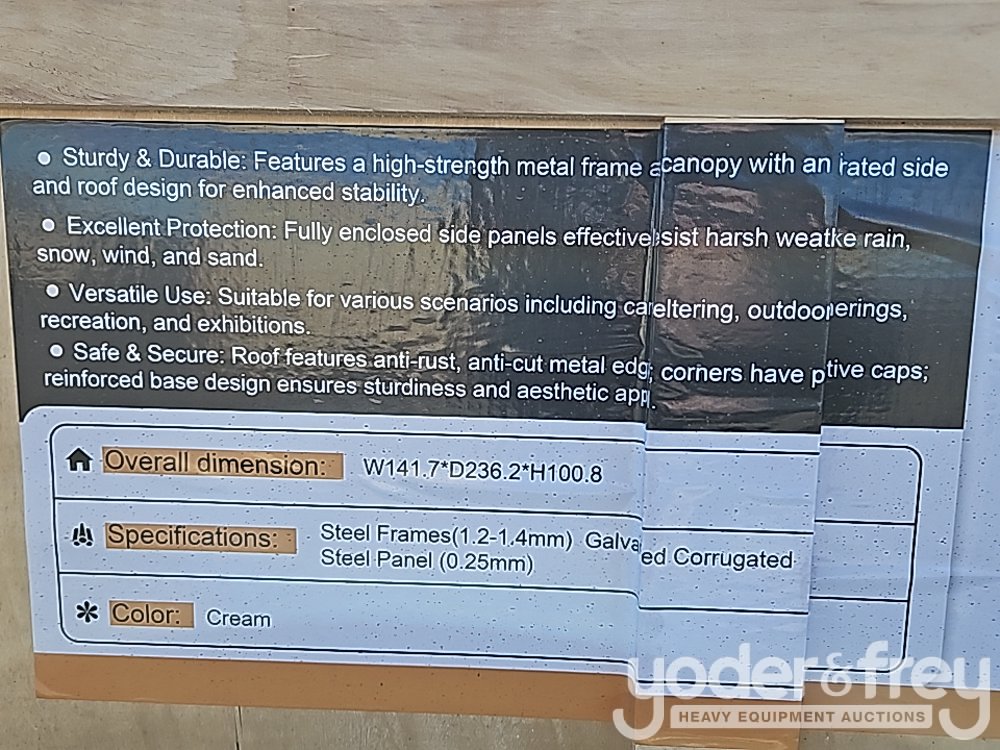 • Sturdy & Durable: Features a high-strength metal frame a canopy with an rated side
and roof design for enhanced stability.
• Excellent Protection: Fully enclosed side panels effective sist harsh weat ke rain,
snow, wind, and sand.
• Versatile Use: Suitable for various scenarios including ca eltering, outdoo erings,
recreation, and exhibitions.
• Safe & Secure: Roof features anti-rust, anti-cut metal edg ; corners have p tive caps;
reinforced base design ensures sturdiness and aesthetic app .
Overall dimension: W141.7*D236.2*H100.8
Specifications: Steel Frames(1.2-1.4mm) Galva ed Corrugated
Steel Panel (0.25mm)
Color: Cream
yoder&frey
HEAVY EQUIPMENT AUCTIONS